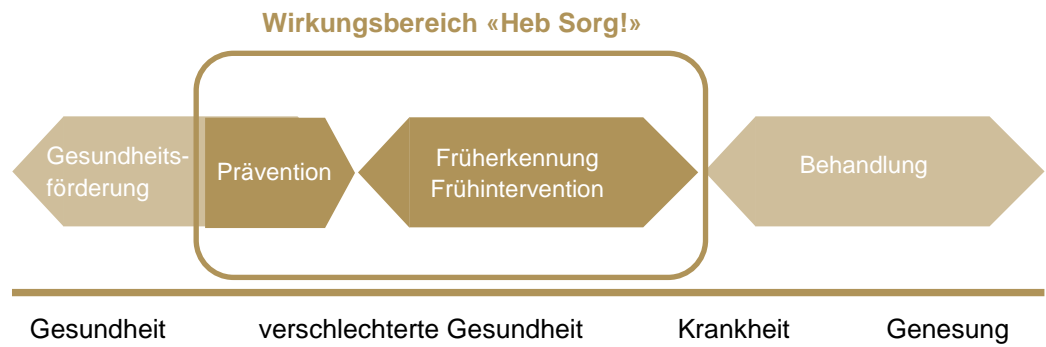 Wirkungsbereich «Heb Sorg!»
Gesundheits-
förderung
Prävention
Früherkennung
Frühintervention
Behandlung
Gesundheit
verschlechterte Gesundheit
Krankheit
Genesung